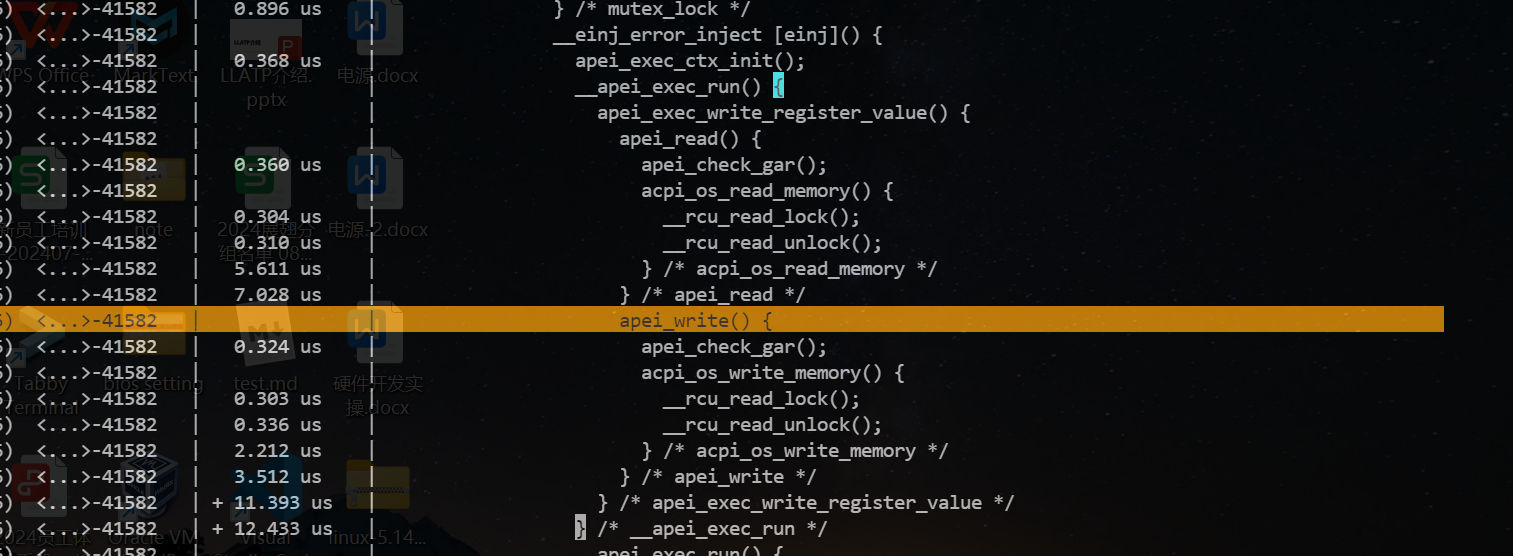 5)  <...>-41582   |   0.896 us    |                } /* mutex_lock */
5)  <...>-41582   |               |                __einj_error_inject [einj]() {
5)  <...>-41582   |   0.368 us    |                  apei_exec_ctx_init();
5)  <...>-41582   |               |                  __apei_exec_run() {
5)  <...>-41582   |               |                    apei_exec_write_register_value() {
5)  <...>-41582   |               |                      apei_read() {
5)  <...>-41582   |   0.360 us    |                        apei_check_gar();
5)  <...>-41582   |               |                        acpi_os_read_memory() {
5)  <...>-41582   |   0.304 us    |                          __rcu_read_lock();
5)  <...>-41582   |   0.310 us    |                          __rcu_read_unlock();
5)  <...>-41582   |   5.611 us    |                        } /* acpi_os_read_memory */
5)  <...>-41582   |   7.028 us    |                      } /* apei_read */
5)  <...>-41582   |               |                      apei_write() {
5)  <...>-41582   |   0.324 us    |                        apei_check_gar();
5)  <...>-41582   |               |                        acpi_os_write_memory() {
5)  <...>-41582   |   0.303 us    |                          __rcu_read_lock();
5)  <...>-41582   |   0.336 us    |                          __rcu_read_unlock();
5)  <...>-41582   |   2.212 us    |                        } /* acpi_os_write_memory */
5)  <...>-41582   |   3.512 us    |                      } /* apei_write */
5)  <...>-41582   | + 11.393 us   |                    } /* apei_exec_write_register_value */
5)  <...>-41582   | + 12.433 us   |                  } /* __apei_exec_run */
5)  <...>-41582   |               |                  apei_exec_run() {
WPS Office
MarkText
LLATP介绍.
pptx
电源.docx
新员工培训
-202407-...
note
2024展翅分
组名单 08...
电源-2.docx
Tabby
Terminal
bios setting
test.md
硬件开发实
操.docx
Oracle VM
Visual
linux-5.14...